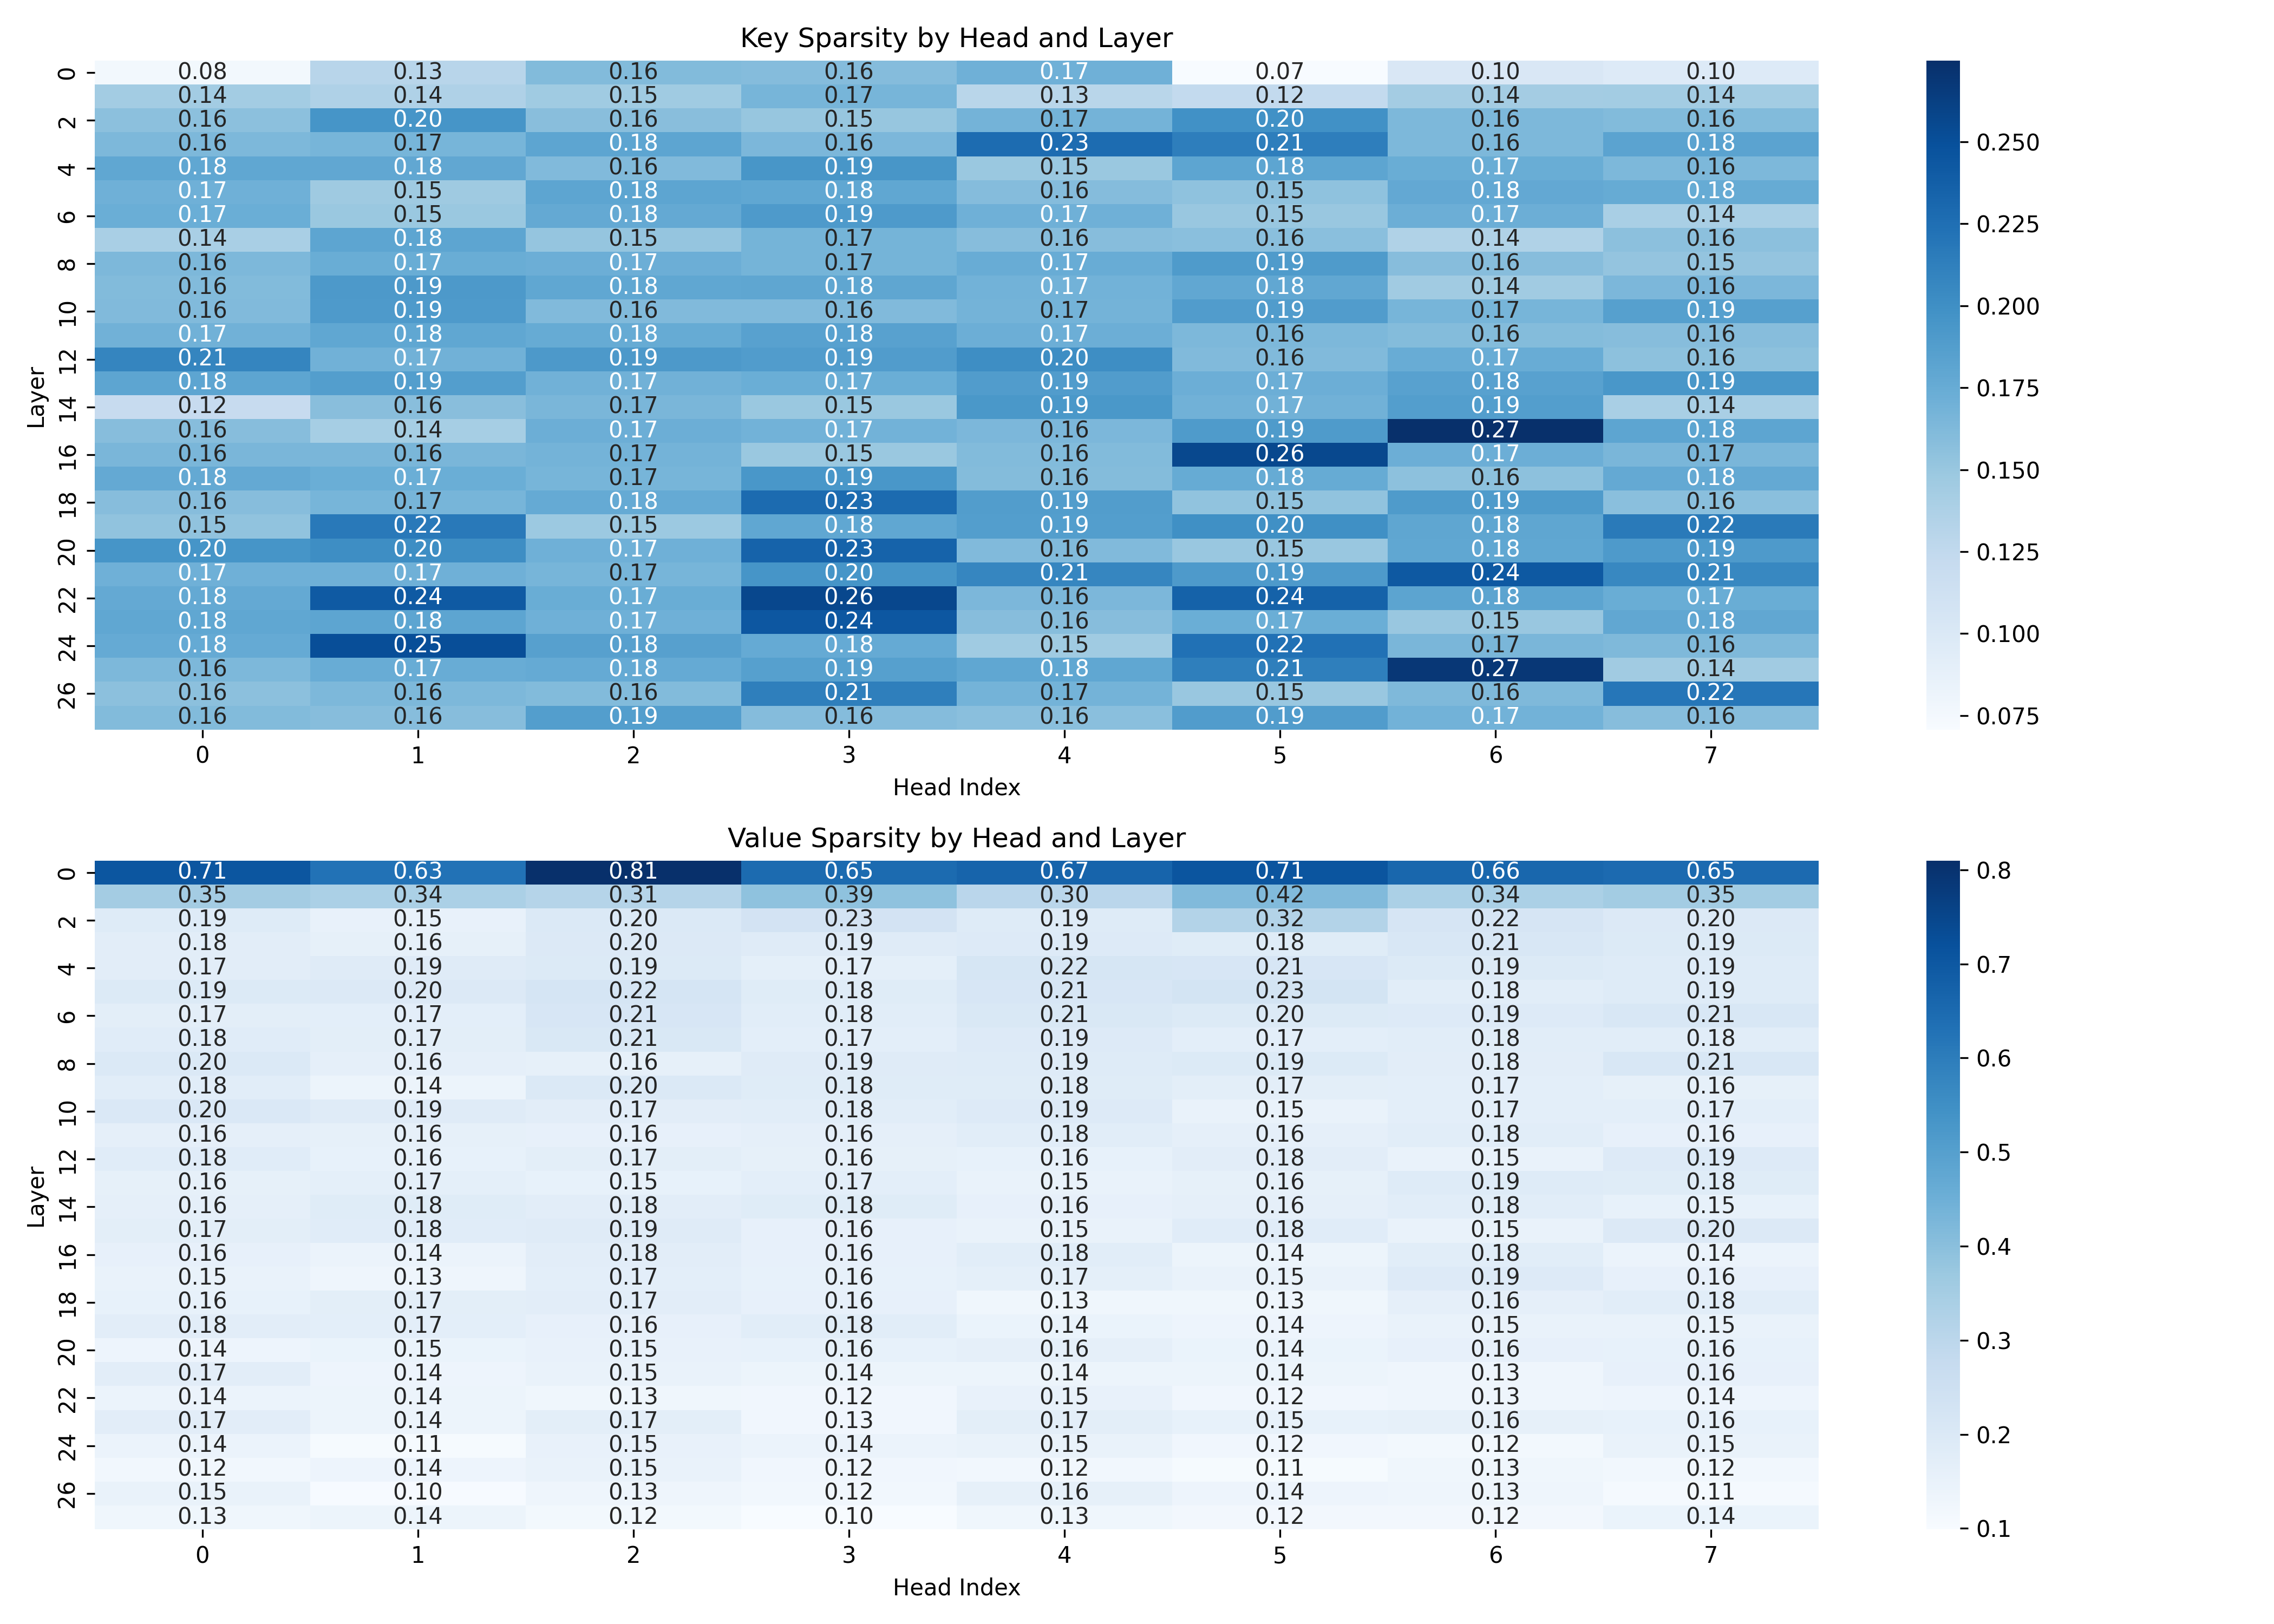 Key Sparsity by Head and Layer
0 0.08 0.13 0.16 0.16 0.17 0.07 0.10 0.10
0.14 0.14 0.15 0.17 0.13 0.12 0.14 0.14
2 0.16 0.20 0.16 0.15 0.17 0.20 0.16 0.16
0.16 0.17 0.18 0.16 0.23 0.21 0.16 0.18
0.250
4 0.18 0.18 0.16 0.19 0.15 0.18 0.17 0.16
0.17 0.15 0.18 0.18 0.16 0.15 0.18 0.18
6 0.17 0.15 0.18 0.19 0.17 0.15 0.17 0.14
0.225
0.14 0.18 0.15 0.17 0.16 0.16 0.14 0.16
8 0.16 0.17 0.17 0.17 0.17 0.19 0.16 0.15
0.16 0.19 0.18 0.18 0.17 0.18 0.14 0.16
10 0.16 0.19 0.16 0.16 0.17 0.19 0.17 0.19
0.200
0.17 0.18 0.18 0.18 0.17 0.16 0.16 0.16
12 0.21 0.17 0.19 0.19 0.20 0.16 0.17 0.16
0.18 0.19 0.17 0.17 0.19 0.17 0.18 0.19
0.175
Layer
14 0.12 0.16 0.17 0.15 0.19 0.17 0.19 0.14
0.16 0.14 0.17 0.17 0.16 0.19 0.27 0.18
16 0.16 0.16 0.17 0.15 0.16 0.26 0.17 0.17
0.150
0.18 0.17 0.17 0.19 0.16 0.18 0.16 0.18
18 0.16 0.17 0.18 0.23 0.19 0.15 0.19 0.16
0.15 0.22 0.15 0.18 0.19 0.20 0.18 0.22
20 0.20 0.20 0.17 0.23 0.16 0.15 0.18 0.19
0.125
0.17 0.17 0.17 0.20 0.21 0.19 0.24 0.21
22 0.18 0.24 0.17 0.26 0.16 0.24 0.18 0.17
0.18 0.18 0.17 0.24 0.16 0.17 0.15 0.18
0.100
24 0.18 0.25 0.18 0.18 0.15 0.22 0.17 0.16
0.16 0.17 0.18 0.19 0.18 0.21 0.27 0.14
26 0.16 0.16 0.16 0.21 0.17 0.15 0.16 0.22
0.16 0.16 0.19 0.16 0.16 0.19 0.17 0.16
0.075
0 1 2 3 4 5 6 7
Head Index
Value Sparsity by Head and Layer
0 0.71 0.63 0.81 0.65 0.67 0.71 0.66 0.65
0.8
0.35 0.34 0.31 0.39 0.30 0.42 0.34 0.35
2 0.19 0.15 0.20 0.23 0.19 0.32 0.22 0.20
0.18 0.16 0.20 0.19 0.19 0.18 0.21 0.19
0.7
4 0.17 0.19 0.19 0.17 0.22 0.21 0.19 0.19
0.19 0.20 0.22 0.18 0.21 0.23 0.18 0.19
6 0.17 0.17 0.21 0.18 0.21 0.20 0.19 0.21
0.18 0.17 0.21 0.17 0.19 0.17 0.18 0.18
0.6
8 0.20 0.16 0.16 0.19 0.19 0.19 0.18 0.21
0.18 0.14 0.20 0.18 0.18 0.17 0.17 0.16
10 0.20 0.19 0.17 0.18 0.19 0.15 0.17 0.17
0.16 0.16 0.16 0.16 0.18 0.16 0.18 0.16
0.5
12 0.18 0.16 0.17 0.16 0.16 0.18 0.15 0.19
0.16 0.17 0.15 0.17 0.15 0.16 0.19 0.18
Layer
14 0.16 0.18 0.18 0.18 0.16 0.16 0.18 0.15
0.17 0.18 0.19 0.16 0.15 0.18 0.15 0.20
0.4
16 0.16 0.14 0.18 0.16 0.18 0.14 0.18 0.14
0.15 0.13 0.17 0.16 0.17 0.15 0.19 0.16
18 0.16 0.17 0.17 0.16 0.13 0.13 0.16 0.18
0.18 0.17 0.16 0.18 0.14 0.14 0.15 0.15
0.3
20 0.14 0.15 0.15 0.16 0.16 0.14 0.16 0.16
0.17 0.14 0.15 0.14 0.14 0.14 0.13 0.16
22 0.14 0.14 0.13 0.12 0.15 0.12 0.13 0.14
0.17 0.14 0.17 0.13 0.17 0.15 0.16 0.16
0.2
24 0.14 0.11 0.15 0.14 0.15 0.12 0.12 0.15
0.12 0.14 0.15 0.12 0.12 0.11 0.13 0.12
26 0.15 0.10 0.13 0.12 0.16 0.14 0.13 0.11
0.13 0.14 0.12 0.10 0.13 0.12 0.12 0.14
0.1
0 1 2 3 4 5 6 7
Head Index